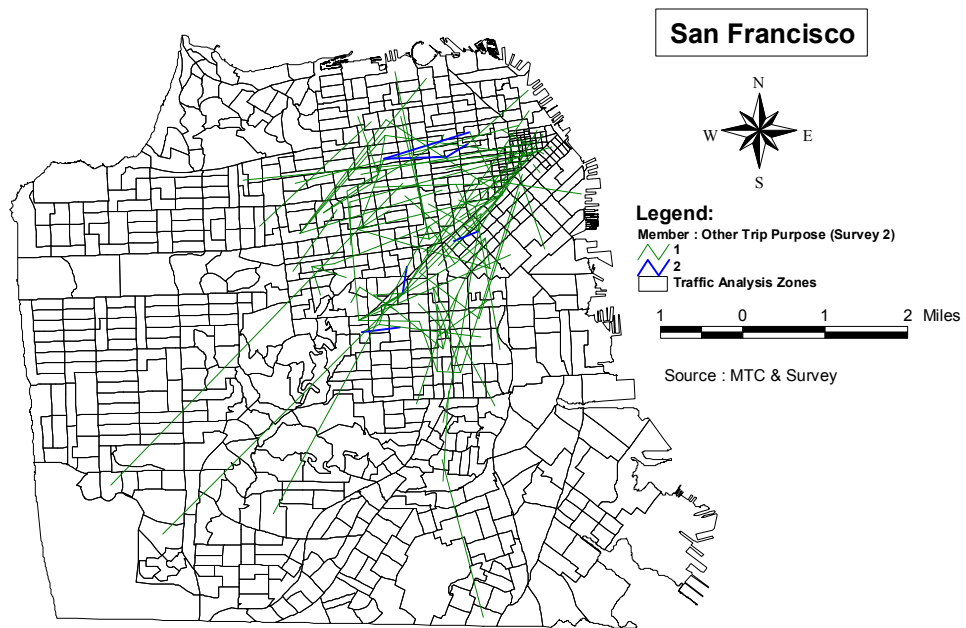 San Francisco
N
W E
S
Legend:
Member : Other Trip Purpose (Survey 2)
1
2
Traffic Analysis Zones
1 0 1 2 Miles
Source : MTC & Survey